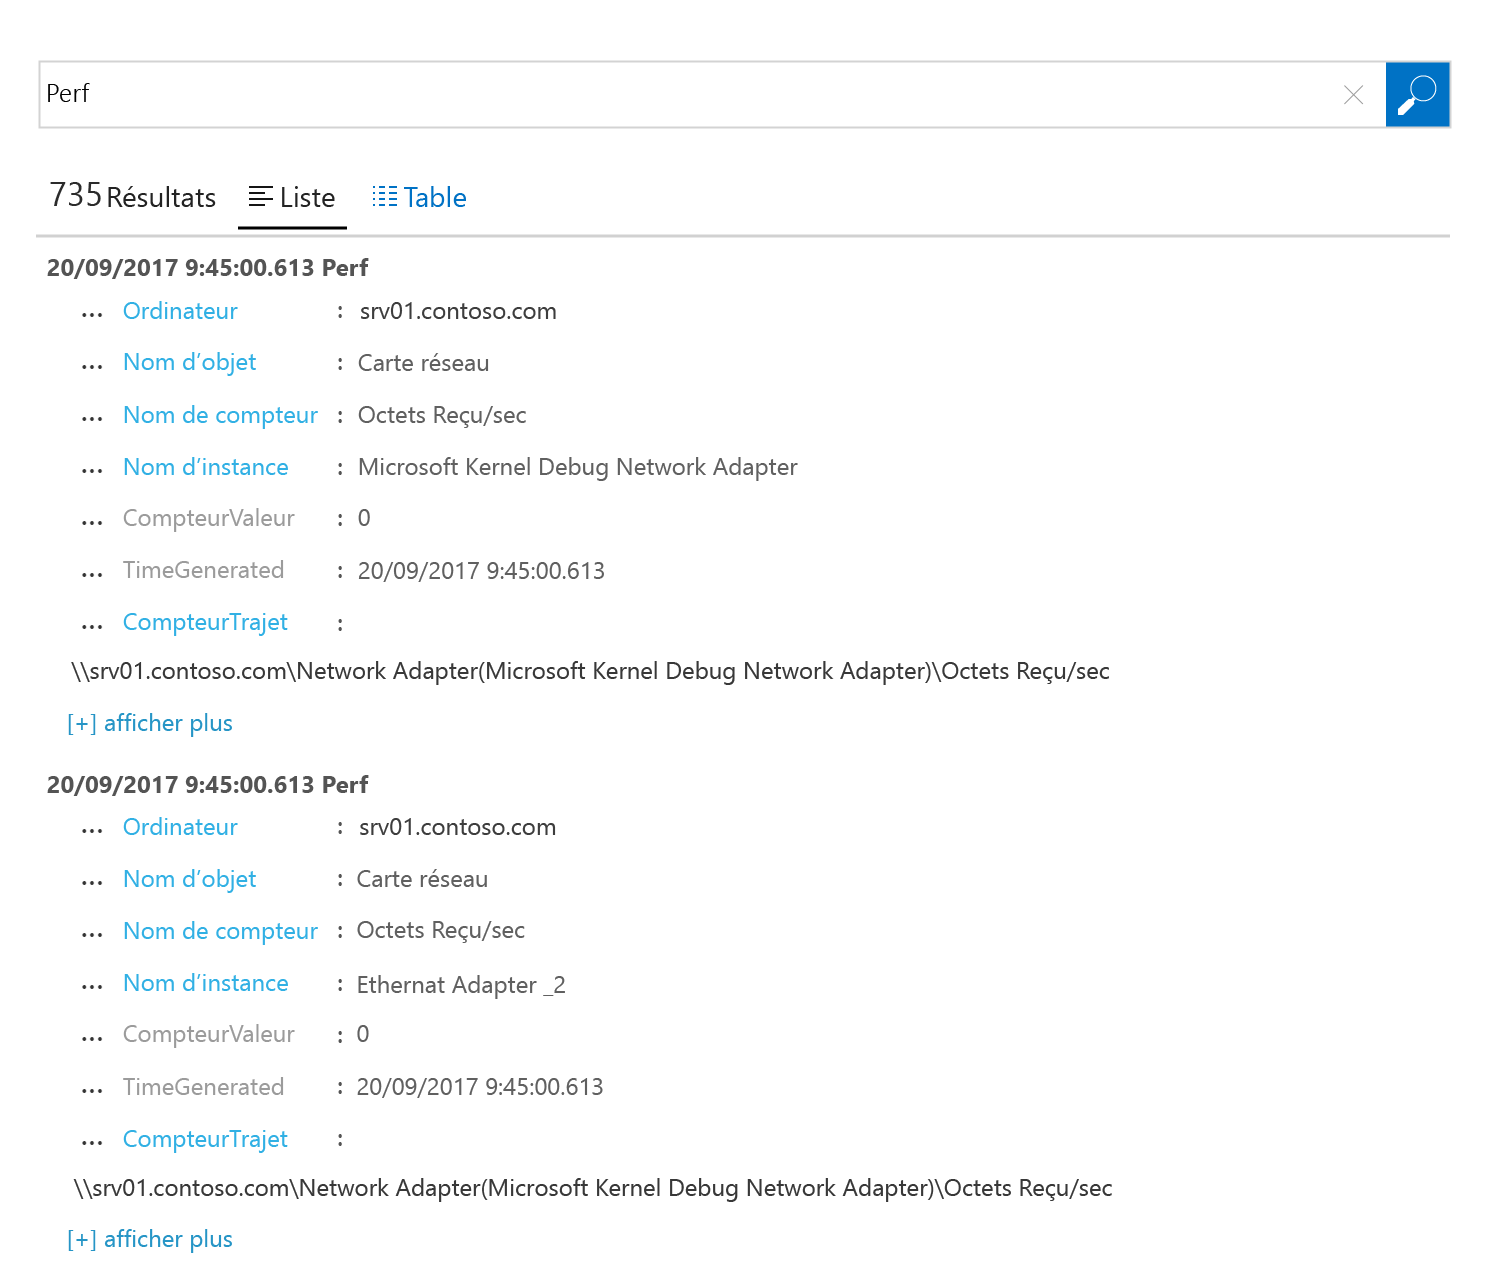 Perf
735 Résultats Liste Table
20/09/2017 9:45:00.613 Perf
... Ordinateur : srv01.contoso.com
... Nom d'objet : Carte réseau
... Nom de compteur : Octets Reçu/sec
... Nom d'instance : Microsoft Kernel Debug Network Adapter
... CompteurValeur : 0
... TimeGenerated : 20/09/2017 9:45:00.613
... CompteurTrajet :
\\srv01.contoso.com\Network Adapter(Microsoft Kernel Debug Network Adapter)\Octets Reçu/sec
[+] afficher plus
20/09/2017 9:45:00.613 Perf
... Ordinateur : srv01.contoso.com
... Nom d'objet : Carte réseau
... Nom de compteur : Octets Reçu/sec
... Nom d'instance : Ethernat Adapter _2
... CompteurValeur : 0
... TimeGenerated : 20/09/2017 9:45:00.613
... CompteurTrajet :
\\srv01.contoso.com\Network Adapter(Microsoft Kernel Debug Network Adapter)\Octets Reçu/sec
[+] afficher plus